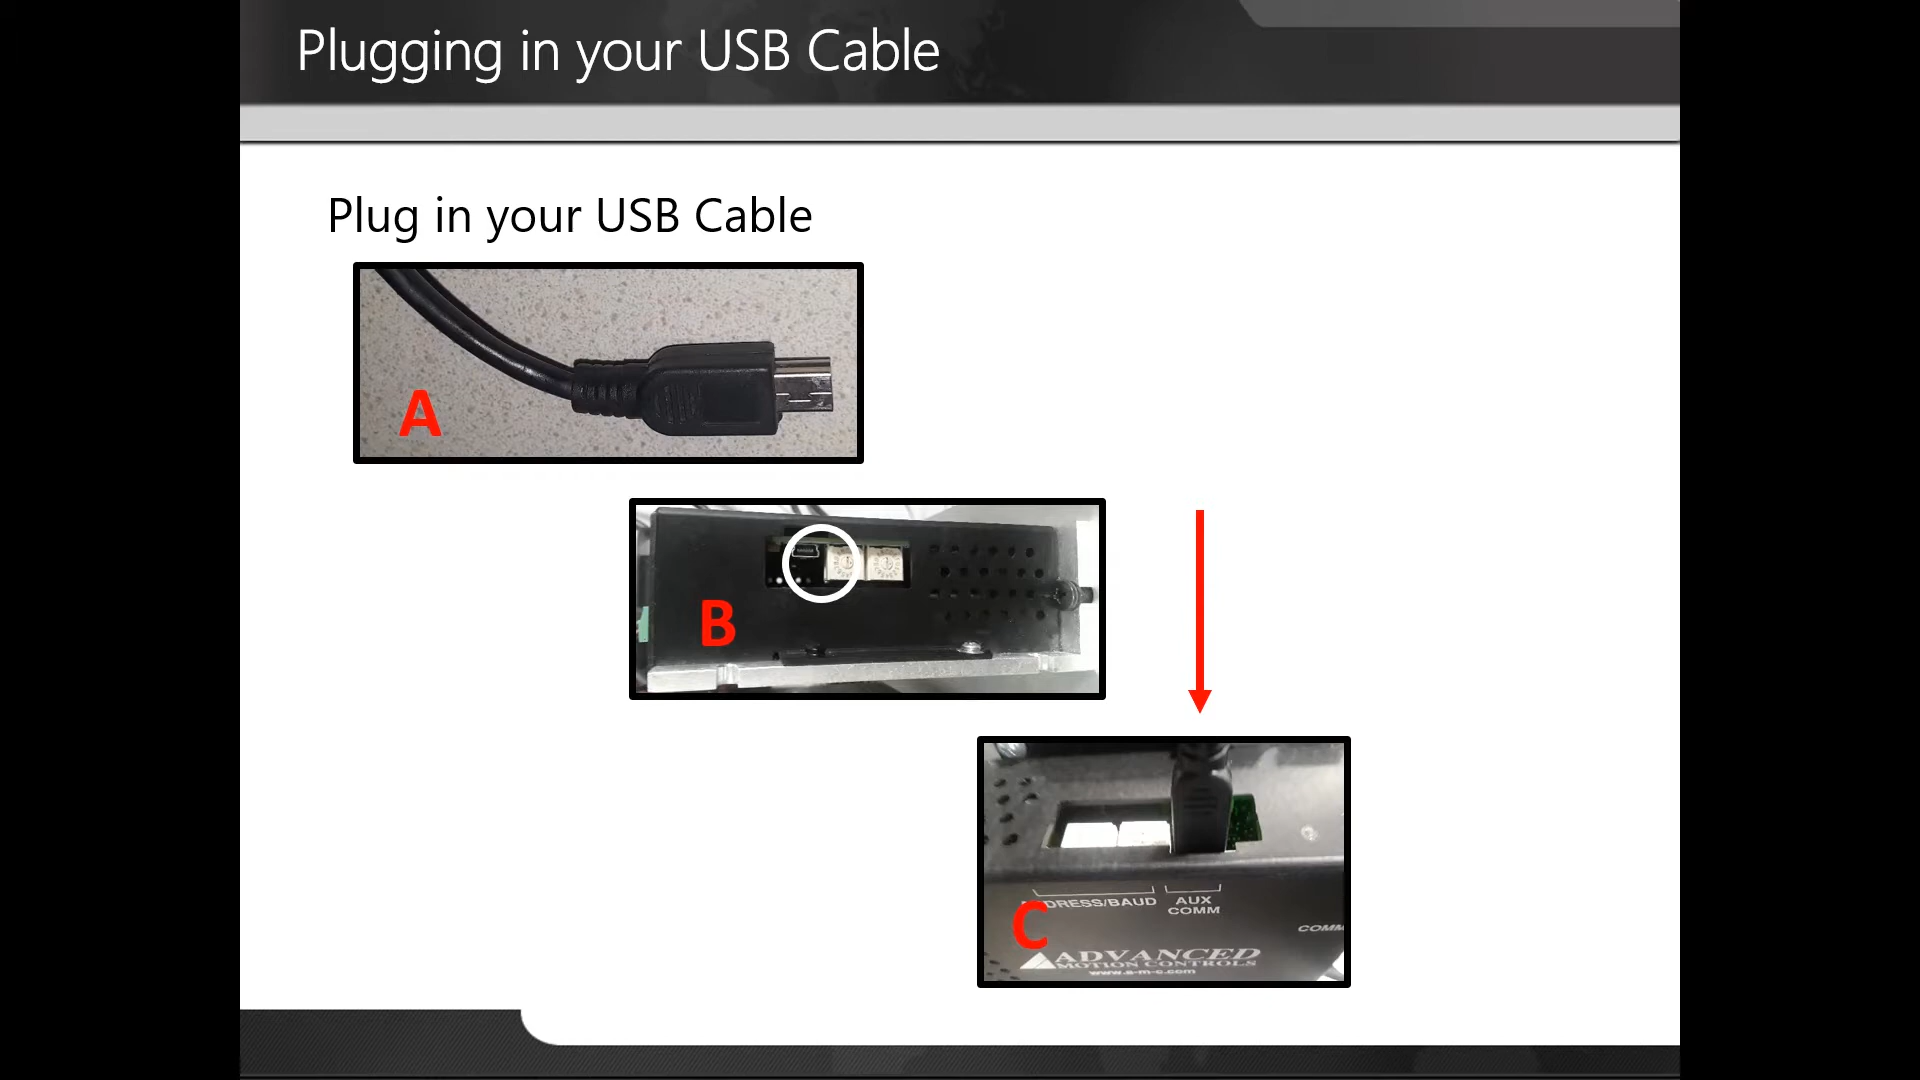 Plugging in your USB Cable
Plug in your USB Cable
A
B
C
ADDRESS/BAUD
AUX
COMM
COMM
ADVANCED
MOTION CONTROLS
www.a-m-c.com